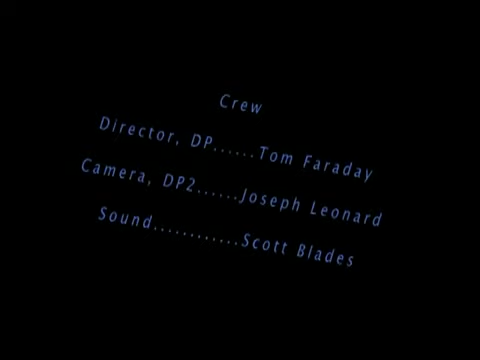 Crew
Director, DP......Tom Faraday
Camera, DP2......Joseph Leonard
Sound............Scott Blades